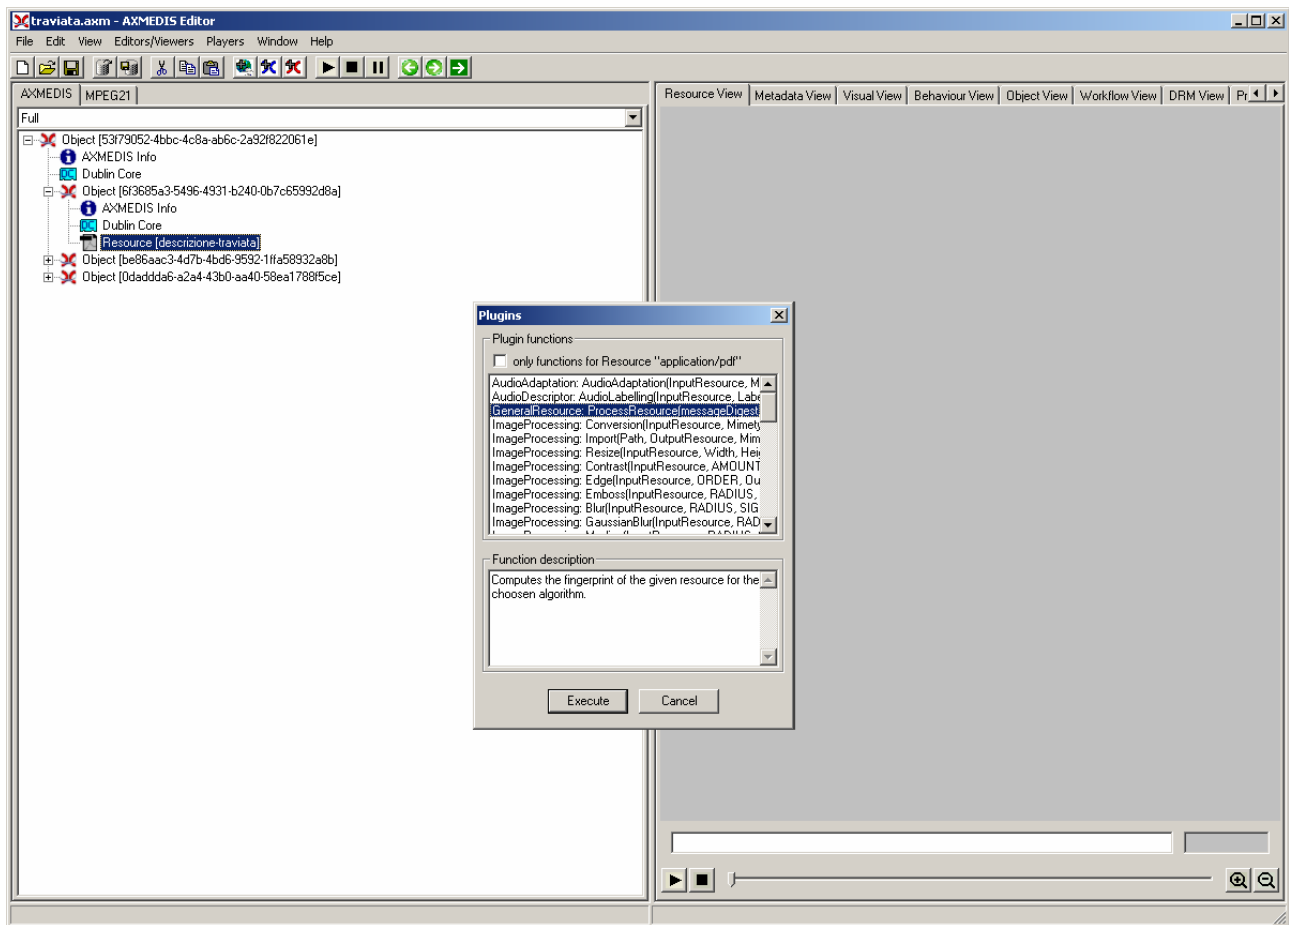 traviata.axm - AXMEDIS Editor
File Edit View Editors/Viewers Players Window Help
AXMEDIS MPEG21
Full
Object [53f79052-4bbc-4c8a-ab6c-2a92f822061e]
AXMEDIS Info
Dublin Core
Object [6f3685a3-5496-4931-b240-0b7c65992d8a]
AXMEDIS Info
Dublin Core
Resource [descrizione-traviata]
Object [be86aac3-4d7b-4bd6-9592-1ffa58932a8b]
Object [0daddda6-a2a4-43b0-aa40-58ea1788f5ce]
Resource View Metadata View Visual View Behaviour View Object View Workflow View DRM View Pr
Plugins
Plugin functions
only functions for Resource "application/pdf"
AudioAdaptation: AudioAdaptation(InputResource, M
AudioDescriptor: AudioLabelling(InputResource, Labe
GeneralResource: ProcessResource(messageDigest
ImageProcessing: Conversion(InputResource, Mimety
ImageProcessing: Import(Path, OutputResource, Mim
ImageProcessing: Resize(InputResource, Width, Heig
ImageProcessing: Contrast(InputResource, AMOUNT
ImageProcessing: Edge(InputResource, ORDER, Ou
ImageProcessing: Emboss(InputResource, RADIUS,
ImageProcessing: Blur(InputResource, RADIUS, SIG
ImageProcessing: GaussianBlur(InputResource, RAD
Function description
Computes the fingerprint of the given resource for the
choosen algorithm.
Execute Cancel